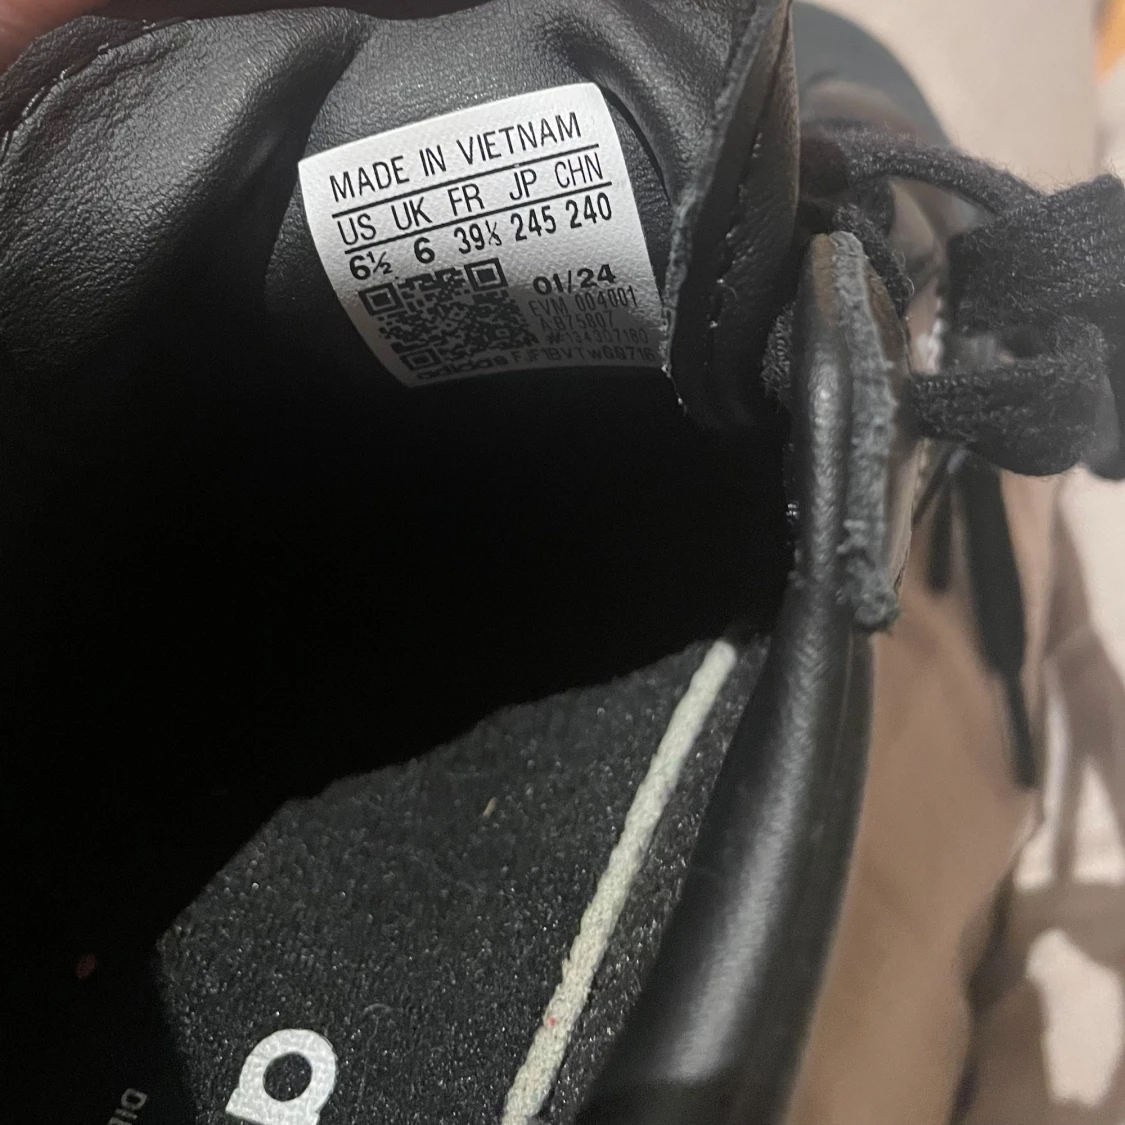 MADE IN VIETNAM
US UK FR JP CHN
6½ 6 39⅓ 245 240
01/24
EVM 004001
adidas